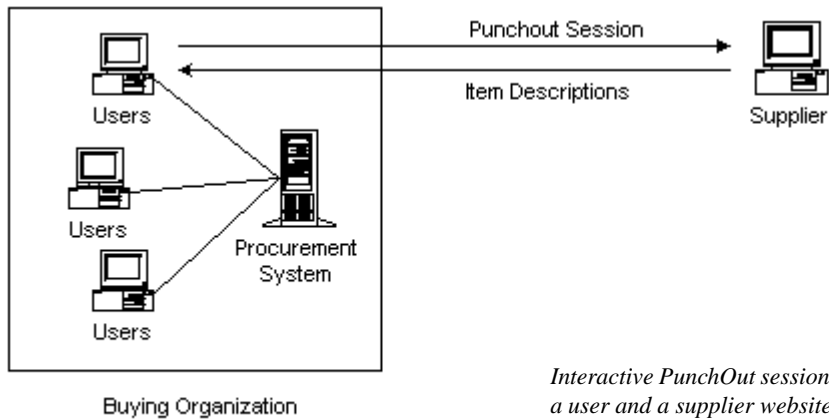 Punchout Session
Item Descriptions
Users
Supplier
Users
Procurement
System
Users
Buying Organization
Interactive PunchOut session
a user and a supplier website